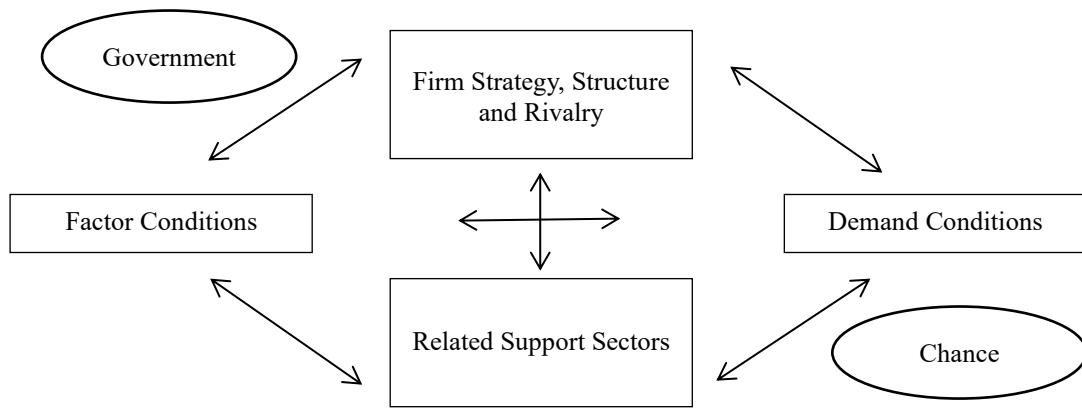 Government
Firm Strategy, Structure
and Rivalry
Factor Conditions
Demand Conditions
Related Support Sectors
Chance